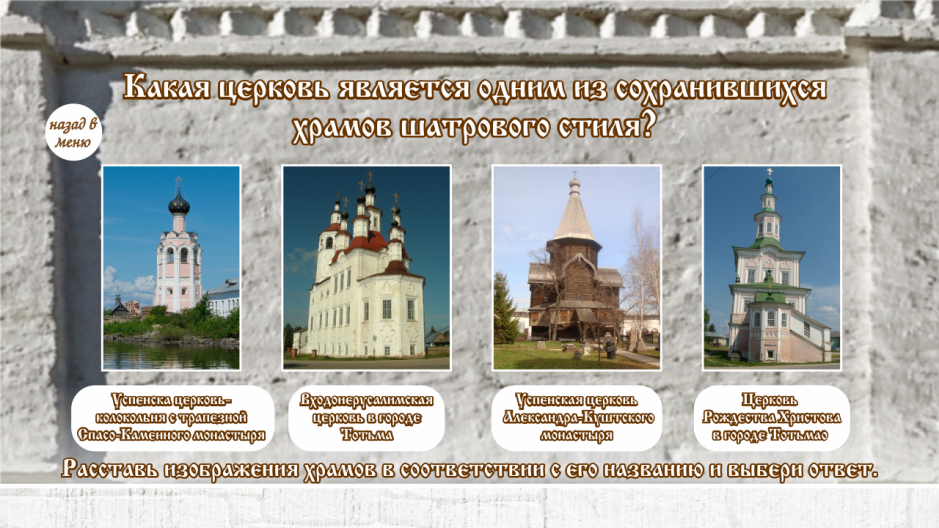 Какая церковь является одним из сохранившихся
храмов шатрового стиля?
назад в
меню
Успенска церковь-
колокольня с трапезной
Спасо-Каменного монастыря
Входоиерусалимская
церковь в городе
Тотьма
Успенская церковь
Александра-Куштского
монастыря
Церковь
Рождества Христова
в городе Тотьмао
Расставь изображения храмов в соответствии с его названию и выбери ответ.